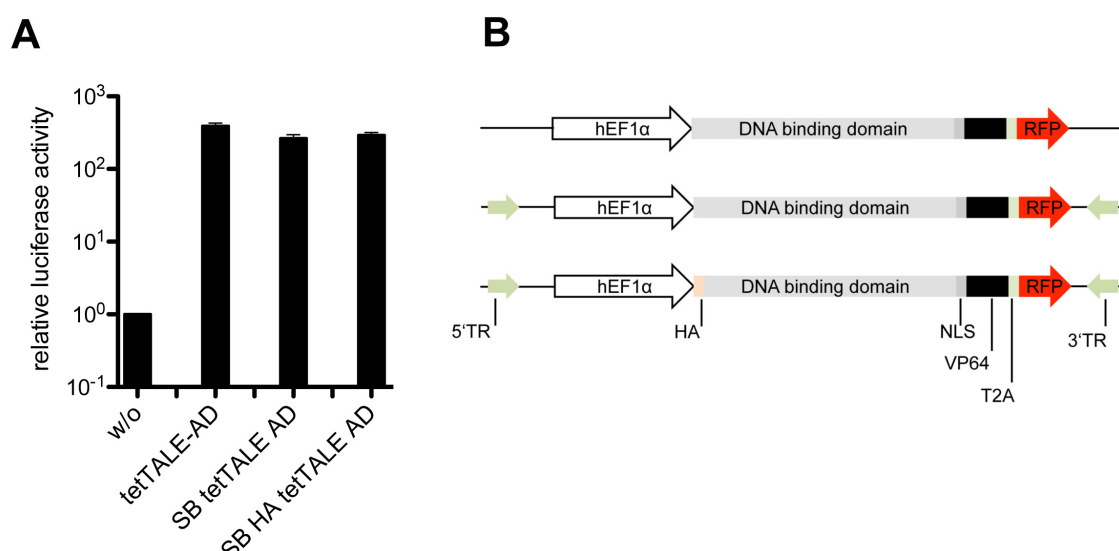 A
B
relative luciferase activity
10³
10²
10¹
10⁰
10⁻¹
w/o
tetTALE-AD
SB tetTALE AD
SB HA tetTALE AD
hEF1α DNA binding domain RFP
hEF1α DNA binding domain RFP
hEF1α DNA binding domain RFP
5‘TR HA NLS 3‘TR
VP64
T2A